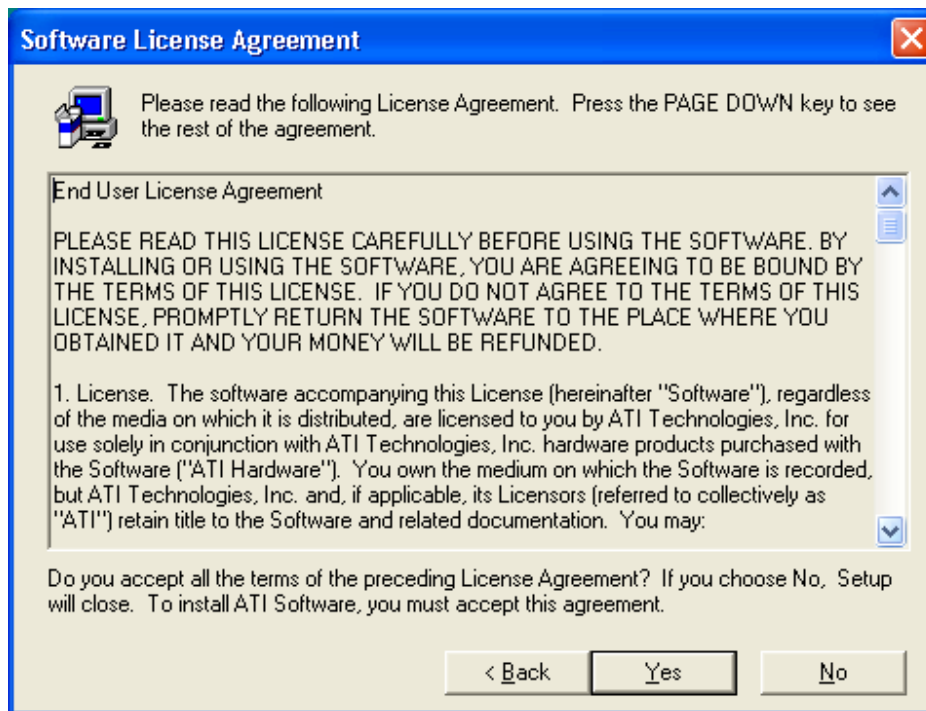 Software License Agreement
Please read the following License Agreement.  Press the PAGE DOWN key to see
the rest of the agreement.
End User License Agreement
PLEASE READ THIS LICENSE CAREFULLY BEFORE USING THE SOFTWARE. BY
INSTALLING OR USING THE SOFTWARE, YOU ARE AGREEING TO BE BOUND BY
THE TERMS OF THIS LICENSE.  IF YOU DO NOT AGREE TO THE TERMS OF THIS
LICENSE, PROMPTLY RETURN THE SOFTWARE TO THE PLACE WHERE YOU
OBTAINED IT AND YOUR MONEY WILL BE REFUNDED.
1. License.  The software accompanying this License (hereinafter "Software"), regardless
of the media on which it is distributed, are licensed to you by ATI Technologies, Inc. for
use solely in conjunction with ATI Technologies, Inc. hardware products purchased with
the Software ("ATI Hardware").  You own the medium on which the Software is recorded,
but ATI Technologies, Inc. and, if applicable, its Licensors (referred to collectively as
"ATI") retain title to the Software and related documentation.  You may:
Do you accept all the terms of the preceding License Agreement?  If you choose No,  Setup
will close.  To install ATI Software, you must accept this agreement.
< Back
Yes
No